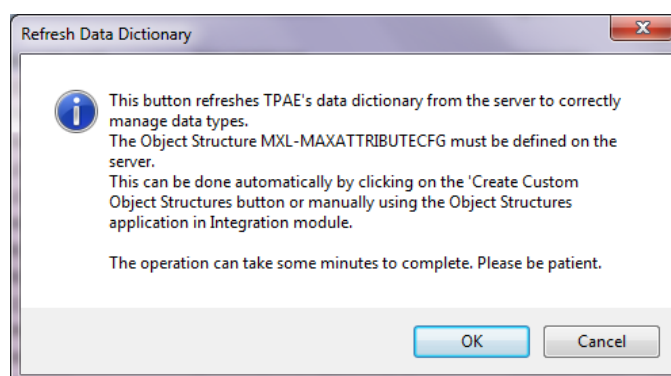 Refresh Data Dictionary
This button refreshes TPAE's data dictionary from the server to correctly
manage data types.
The Object Structure MXL-MAXATTRIBUTECFG must be defined on the
server.
This can be done automatically by clicking on the 'Create Custom
Object Structures button or manually using the Object Structures
application in Integration module.
The operation can take some minutes to complete. Please be patient.
OK Cancel